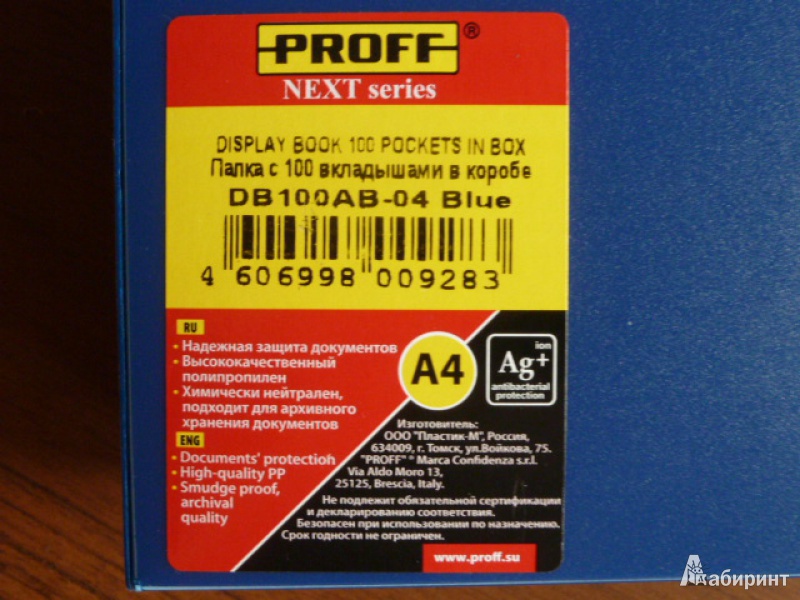 PROFF®
NEXT series
DISPLAY BOOK 100 POCKETS IN BOX
Папка с 100 вкладышами в коробе
DB100AB-04 Blue
4 606998 009283
RU
• Надежная защита документов
• Высококачественный
полипропилен
• Химически нейтрален,
подходит для архивного
хранения документов
ENG
• Documents' protection
• High-quality PP
• Smudge proof,
archival
quality
A4
ion
Ag+
antibacterial
protection
Изготовитель:
ООО "Пластик-М", Россия,
634009, г. Томск, ул.Войкова, 75.
"PROFF" ® Marca Confidenza s.r.l.
Via Aldo Moro 13,
25125, Brescia, Italy.
Не подлежит обязательной сертификации
и декларированию соответствия.
Безопасен при использовании по назначению.
Срок годности не ограничен.
www.proff.su
Лабиринт